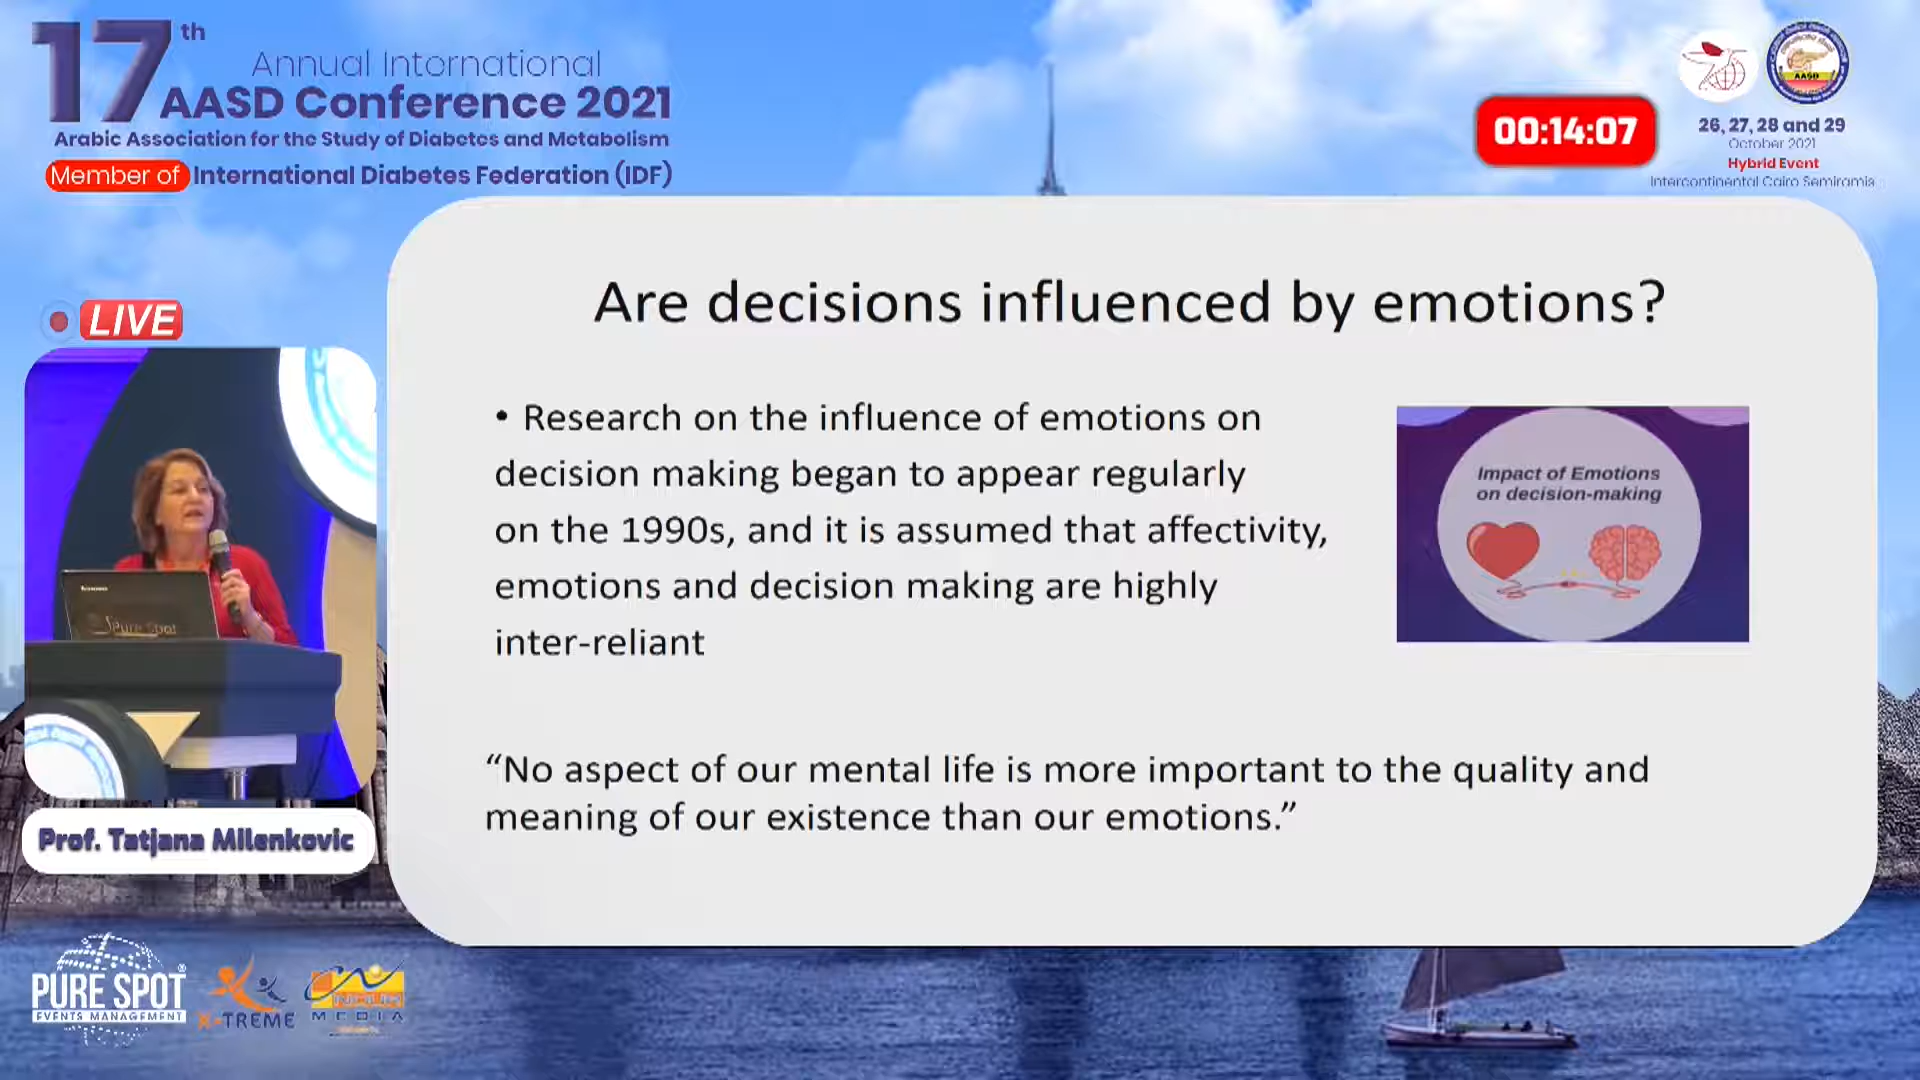 17th
Annual International
AASD Conference 2021
Arabic Association for the Study of Diabetes and Metabolism
Member of International Diabetes Federation (IDF)
00:14:07
AASD
26, 27, 28 and 29
October 2021
Hybrid Event
Intercontinental Cairo Semiramis
LIVE
Are decisions influenced by emotions?
• Research on the influence of emotions on
decision making began to appear regularly
on the 1990s, and it is assumed that affectivity,
emotions and decision making are highly
inter-reliant
Impact of Emotions
on decision-making
“No aspect of our mental life is more important to the quality and
meaning of our existence than our emotions.”
lenovo
Pure Spot
Prof. Tatjana Milenkovic
PURE SPOT®
EVENTS MANAGEMENT
X-TREME
MEDIA